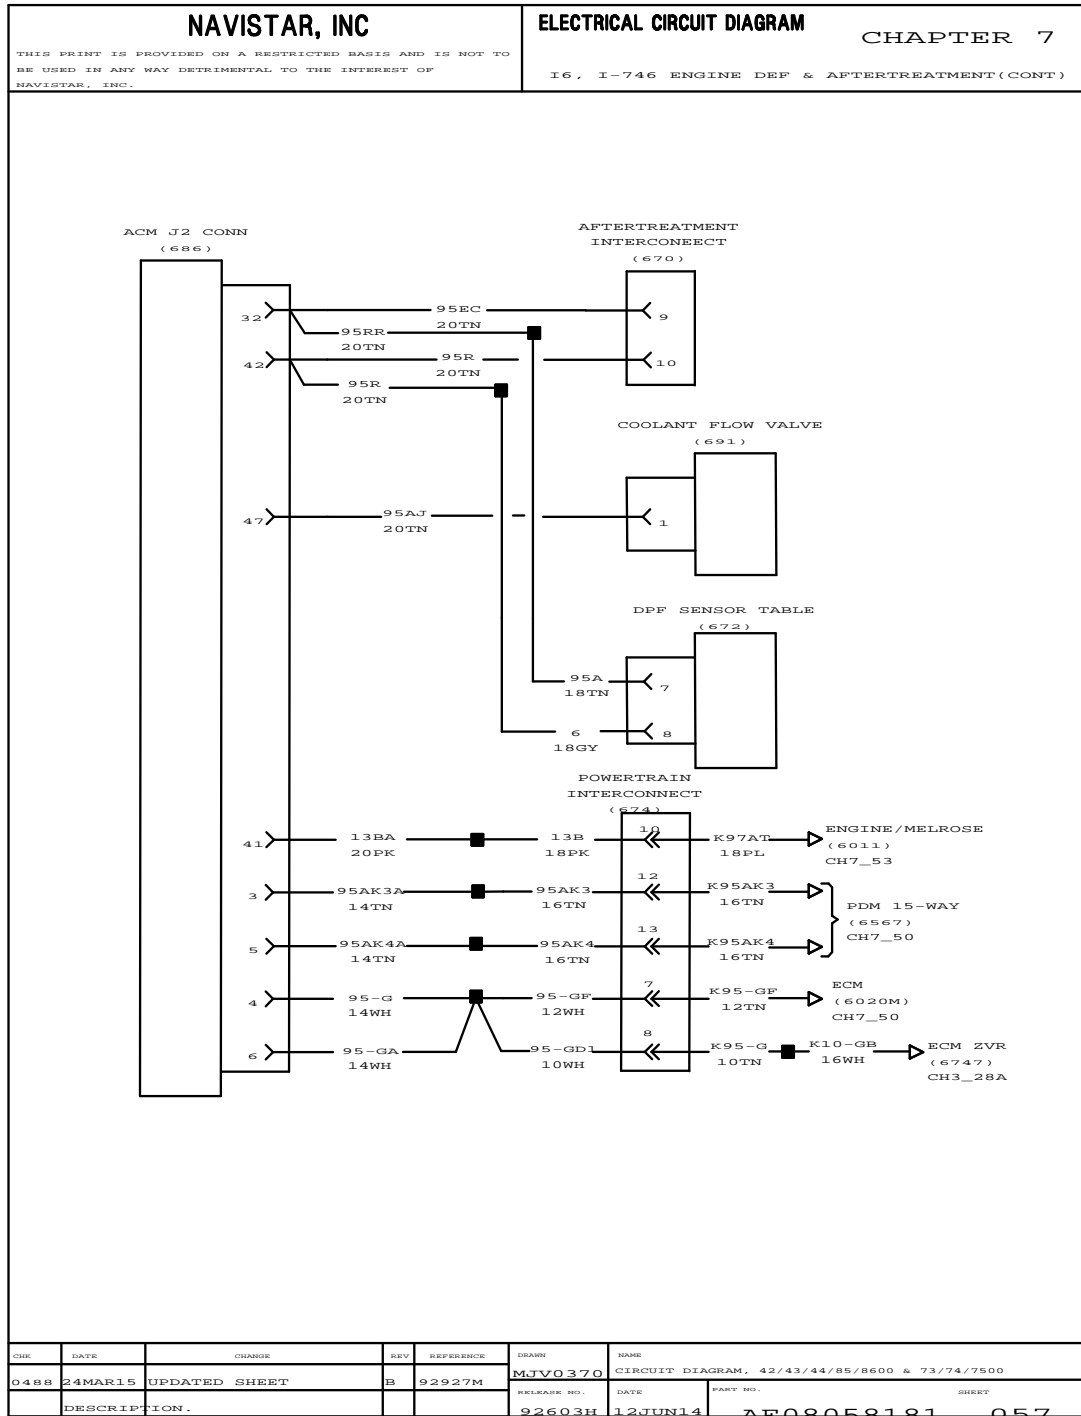 NAVISTAR, INC
THIS PRINT IS PROVIDED ON A RESTRICTED BASIS AND IS NOT TO
BE USED IN ANY WAY DETRIMENTAL TO THE INTEREST OF
NAVISTAR, INC.
ELECTRICAL CIRCUIT DIAGRAM
CHAPTER 7
I6, I-746 ENGINE DEF & AFTERTREATMENT(CONT)
ACM J2 CONN
(686)
AFTERTREATMENT
INTERCONEECT
(670)
32
95EC
20TN
9
95RR
20TN
42
95R
20TN
10
95R
20TN
COOLANT FLOW VALVE
(691)
47
95AJ
20TN
1
DPF SENSOR TABLE
(672)
95A
18TN
7
6
18GY
8
POWERTRAIN
INTERCONNECT
(674)
41
13BA
20PK
13B
18PK
10
K97AT
18PL
ENGINE/MELROSE
(6011)
CH7_53
3
95AK3A
14TN
95AK3
16TN
12
K95AK3
16TN
PDM 15-WAY
(6567)
CH7_50
5
95AK4A
14TN
95AK4
16TN
13
K95AK4
16TN
4
95-G
14WH
95-GF
12WH
7
K95-GF
12TN
ECM
(6020M)
CH7_50
6
95-GA
14WH
95-GD1
10WH
8
K95-G
10TN
K10-GB
16WH
ECM ZVR
(6747)
CH3_28A
CHK DATE CHANGE REV REFERENCE
0488 24MAR15 UPDATED SHEET B 92927M
DESCRIPTION.
DRAWN
MJV0370
NAME
CIRCUIT DIAGRAM, 42/43/44/85/8600 & 73/74/7500
RELEASE NO.
92603H
DATE
12JUN14
PART NO.
AF08058181
SHEET
057